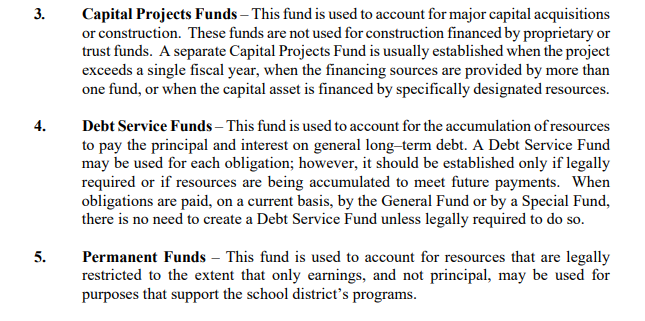 3. Capital Projects Funds – This fund is used to account for major capital acquisitions
or construction. These funds are not used for construction financed by proprietary or
trust funds. A separate Capital Projects Fund is usually established when the project
exceeds a single fiscal year, when the financing sources are provided by more than
one fund, or when the capital asset is financed by specifically designated resources.
4. Debt Service Funds – This fund is used to account for the accumulation of resources
to pay the principal and interest on general long–term debt. A Debt Service Fund
may be used for each obligation; however, it should be established only if legally
required or if resources are being accumulated to meet future payments. When
obligations are paid, on a current basis, by the General Fund or by a Special Fund,
there is no need to create a Debt Service Fund unless legally required to do so.
5. Permanent Funds – This fund is used to account for resources that are legally
restricted to the extent that only earnings, and not principal, may be used for
purposes that support the school district’s programs.